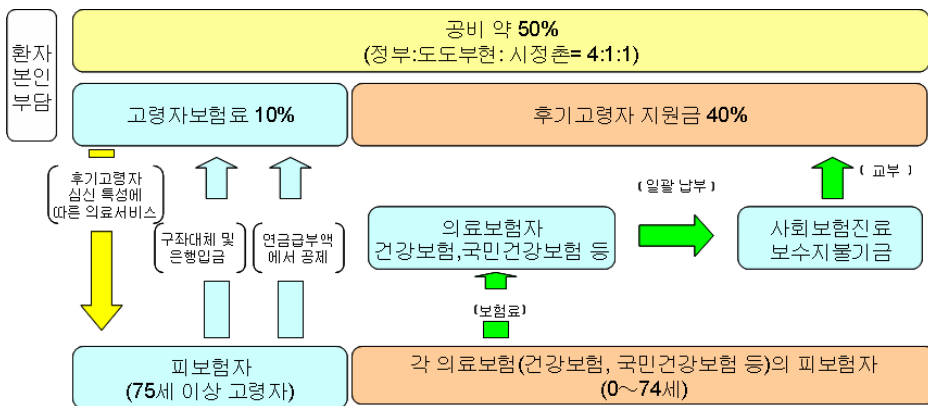 환자
본인
부담
공비 약 50%
(정부:도도부현: 시정촌= 4:1:1)
고령자보험료 10%
후기고령자 지원금 40%
후기고령자
심신 특성에
따른 의료서비스
구좌대체 및
은행입금
연금급부액
에서 공제
의료보험자
건강보험,국민건강보험 등
(일괄 납부)
( 교부 )
사회보험진료
보수지불기금
(보험료)
피보험자
(75세 이상 고령자)
각 의료보험(건강보험, 국민건강보험 등)의 피보험자
(0~74세)